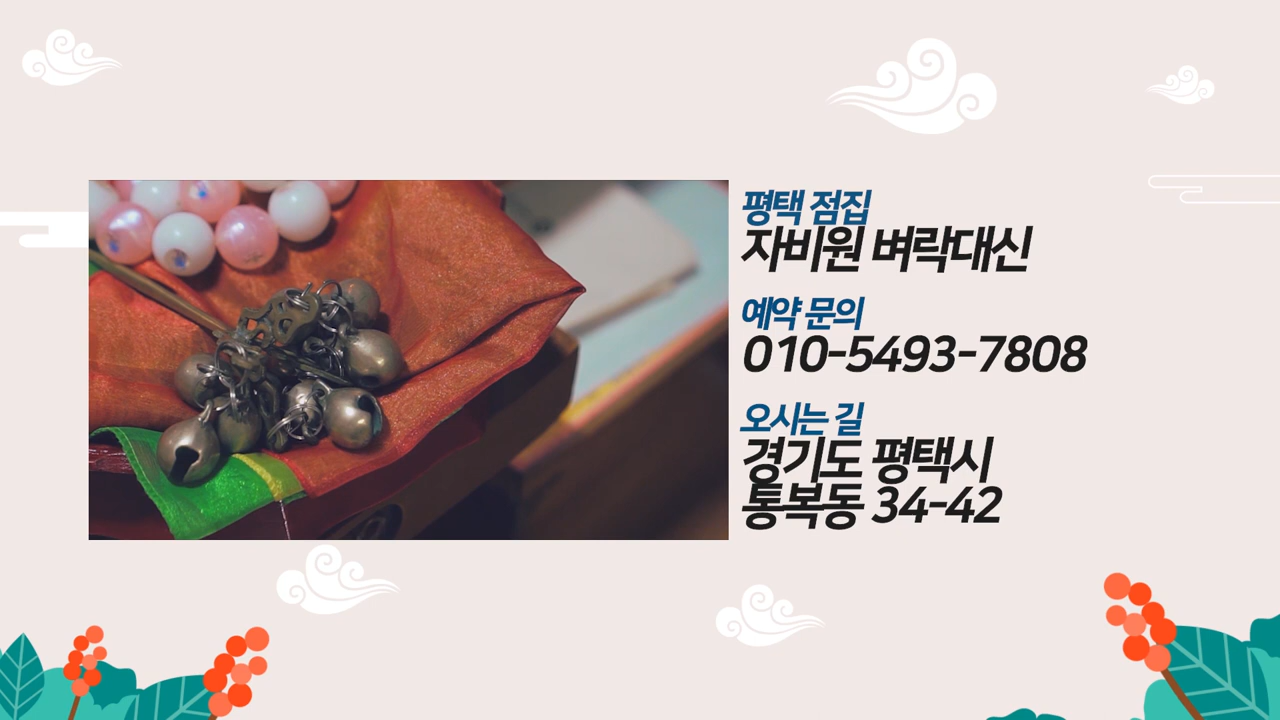 평택 점집
자비원 벼락대신
예약 문의
010-5493-7808
오시는 길
경기도 평택시
통복동 34-42